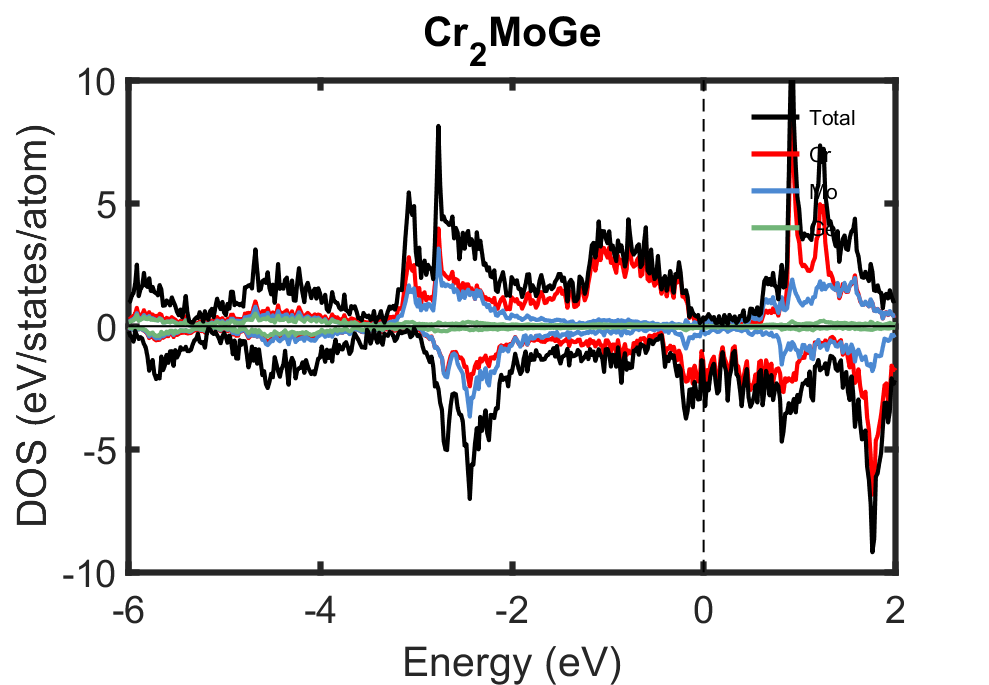 Cr2MoGe
DOS (eV/states/atom)
10
5
0
-5
-10
Total
Cr
Mo
Ge
-6
-4
-2
0
2
Energy (eV)